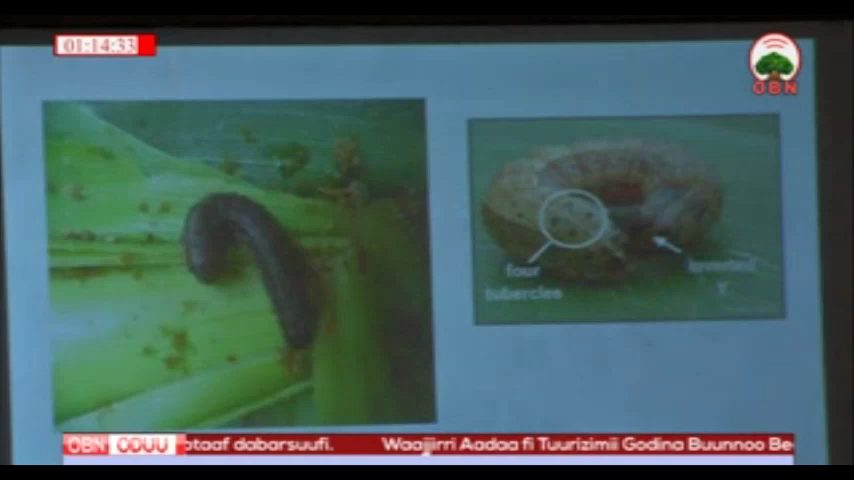 01:14:33
OBN
four
tubercles
inverted
Y
OBN ODUU otaaf dabarsuufi. Waajjirri Aadaa fi Tuurizimii Godina Buunnoo Be